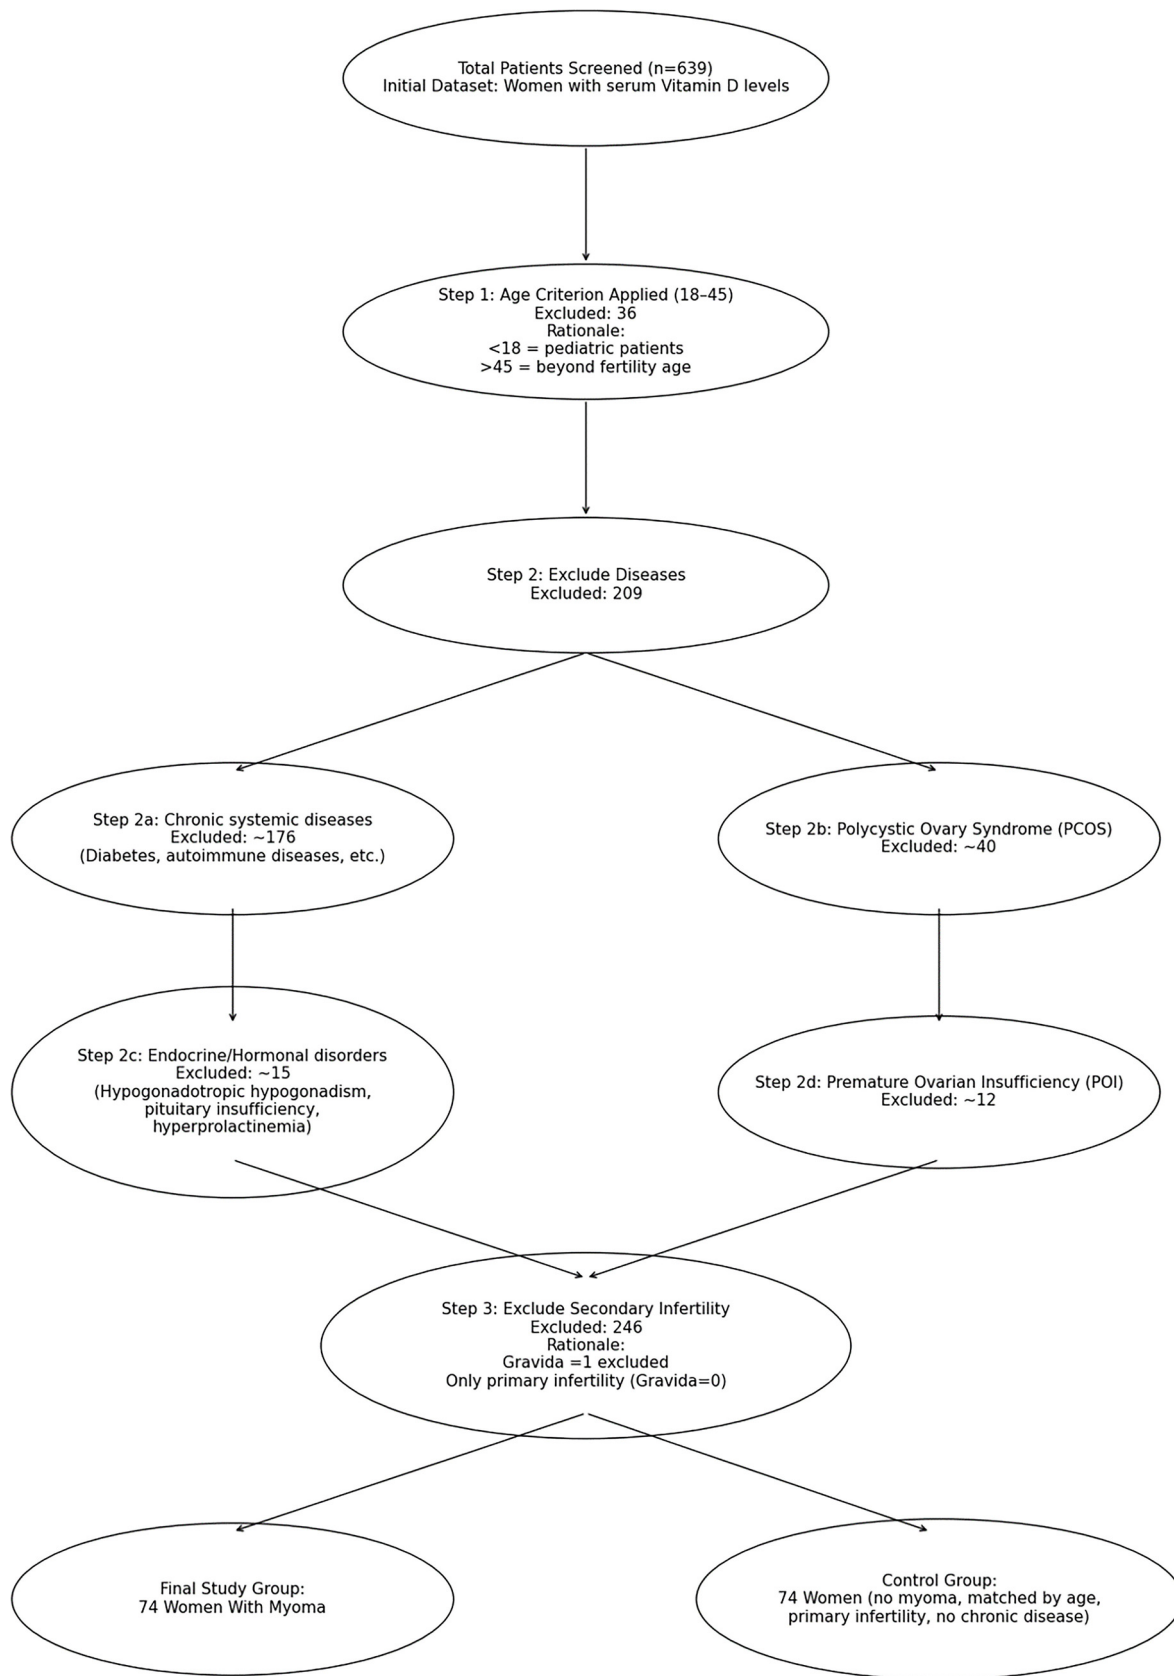 Total Patients Screened (n=639)
Initial Dataset: Women with serum Vitamin D levels
Step 1: Age Criterion Applied (18–45)
Excluded: 36
Rationale:
<18 = pediatric patients
>45 = beyond fertility age
Step 2: Exclude Diseases
Excluded: 209
Step 2a: Chronic systemic diseases
Excluded: ~176
(Diabetes, autoimmune diseases, etc.)
Step 2b: Polycystic Ovary Syndrome (PCOS)
Excluded: ~40
Step 2c: Endocrine/Hormonal disorders
Excluded: ~15
(Hypogonadotropic hypogonadism,
pituitary insufficiency,
hyperprolactinemia)
Step 2d: Premature Ovarian Insufficiency (POI)
Excluded: ~12
Step 3: Exclude Secondary Infertility
Excluded: 246
Rationale:
Gravida =1 excluded
Only primary infertility (Gravida=0)
Final Study Group:
74 Women With Myoma
Control Group:
74 Women (no myoma, matched by age,
primary infertility, no chronic disease)